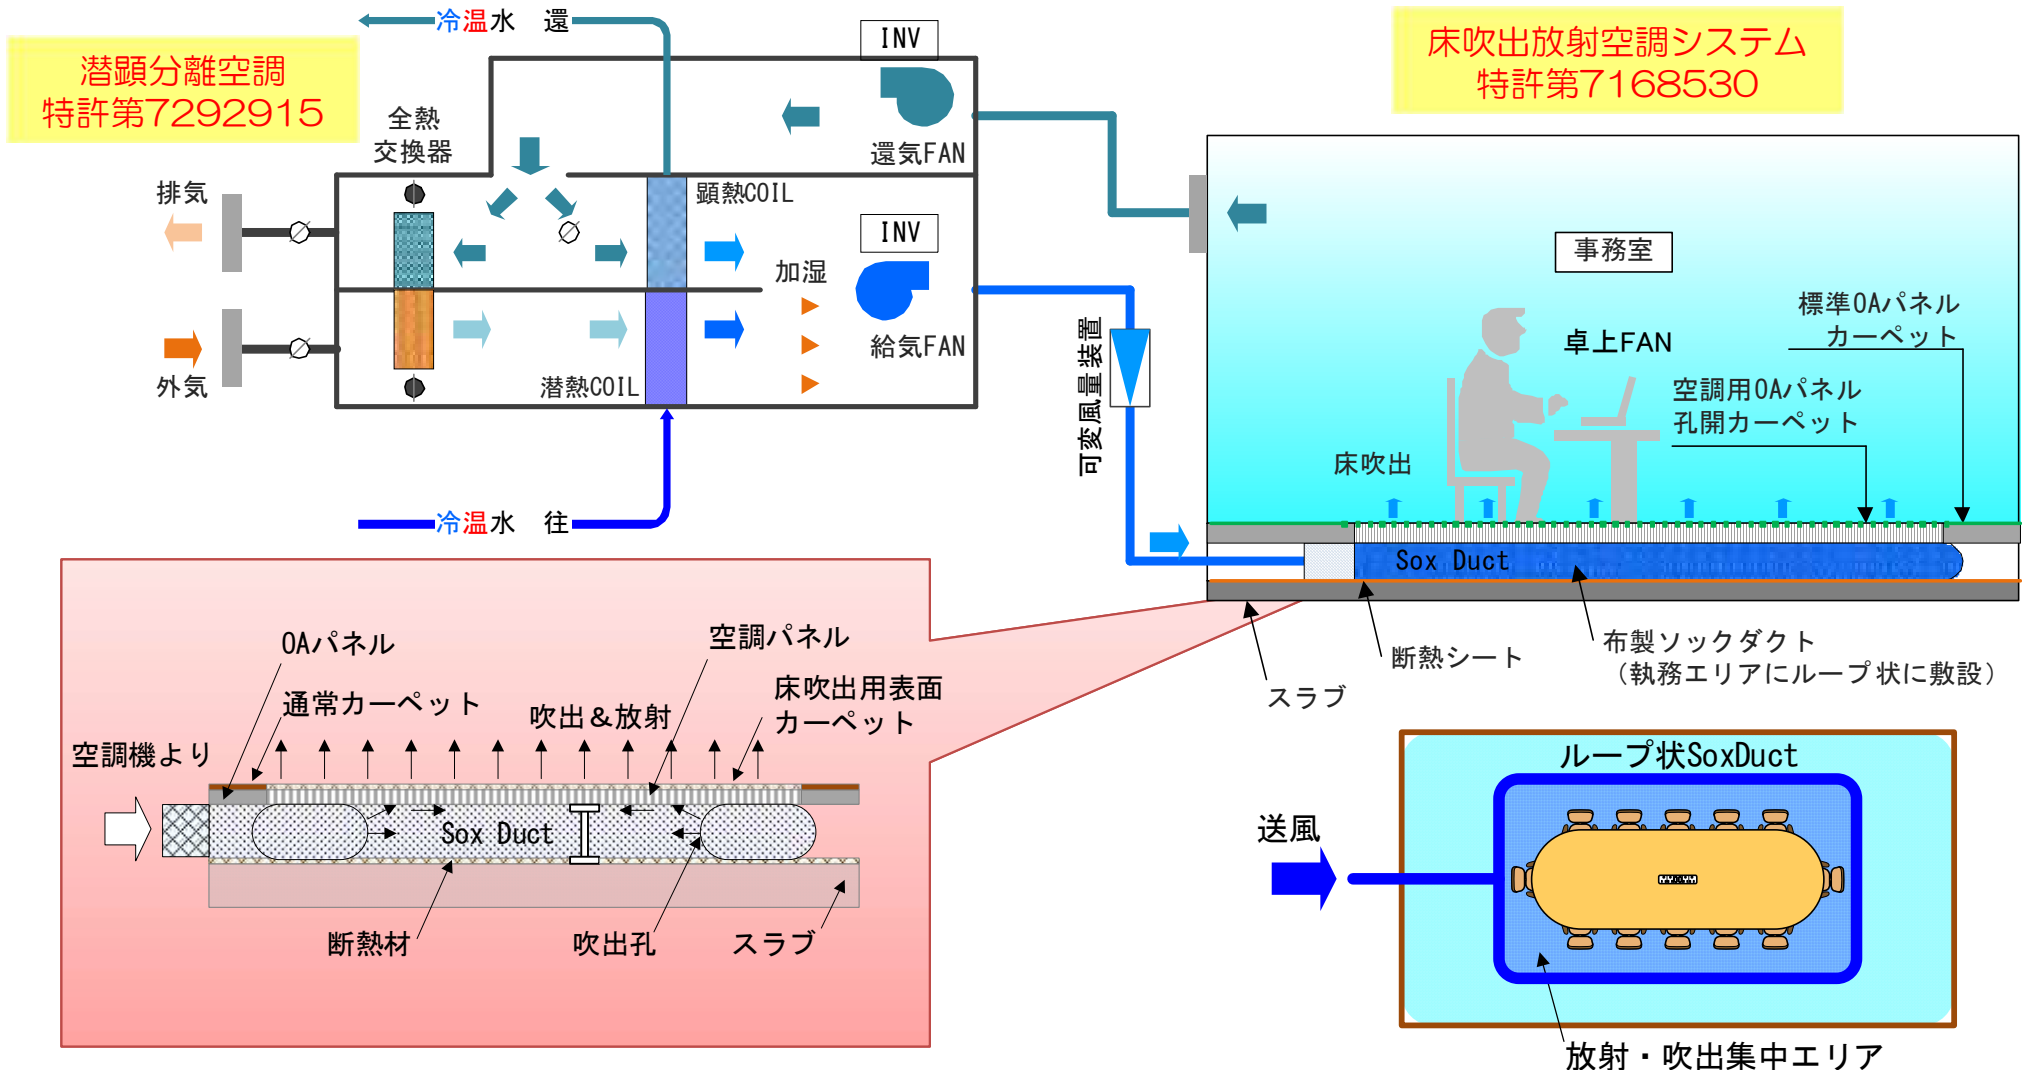 冷温水　還
潜顕分離空調
特許第7292915
INV
全熱
交換器
還気FAN
排気
顕熱COIL
INV
加湿
給気FAN
外気
潜熱COIL
冷温水　往
可変風量装置
床吹出放射空調システム
特許第7168530
事務室
標準OAパネル
カーペット
卓上FAN
空調用OAパネル
孔開カーペット
床吹出
Sox Duct
断熱シート
布製ソックダクト
（執務エリアにループ状に敷設）
スラブ
OAパネル
空調パネル
通常カーペット
床吹出用表面
カーペット
吹出＆放射
空調機より
Sox Duct
断熱材
吹出孔
スラブ
ループ状SoxDuct
送風
放射・吹出集中エリア